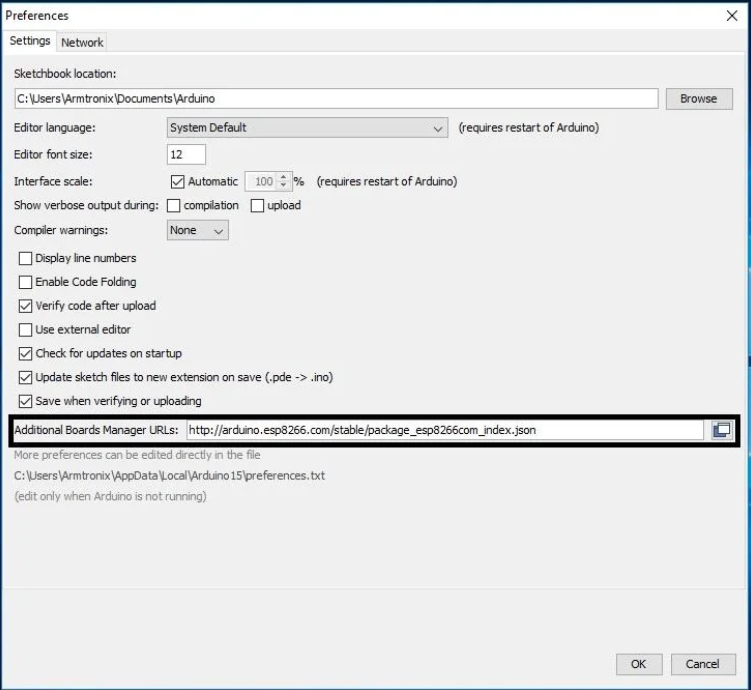 Preferences
Settings Network
Sketchbook location:
C:\Users\Armtronix\Documents\Arduino Browse
Editor language: System Default (requires restart of Arduino)
Editor font size: 12
Interface scale: Automatic 100 % (requires restart of Arduino)
Show verbose output during: compilation upload
Compiler warnings: None
Display line numbers
Enable Code Folding
Verify code after upload
Use external editor
Check for updates on startup
Update sketch files to new extension on save (.pde -> .ino)
Save when verifying or uploading
Additional Boards Manager URLs: http://arduino.esp8266.com/stable/package_esp8266com_index.json
More preferences can be edited directly in the file
C:\Users\Armtronix\AppData\Local\Arduino15\preferences.txt
(edit only when Arduino is not running)
OK Cancel